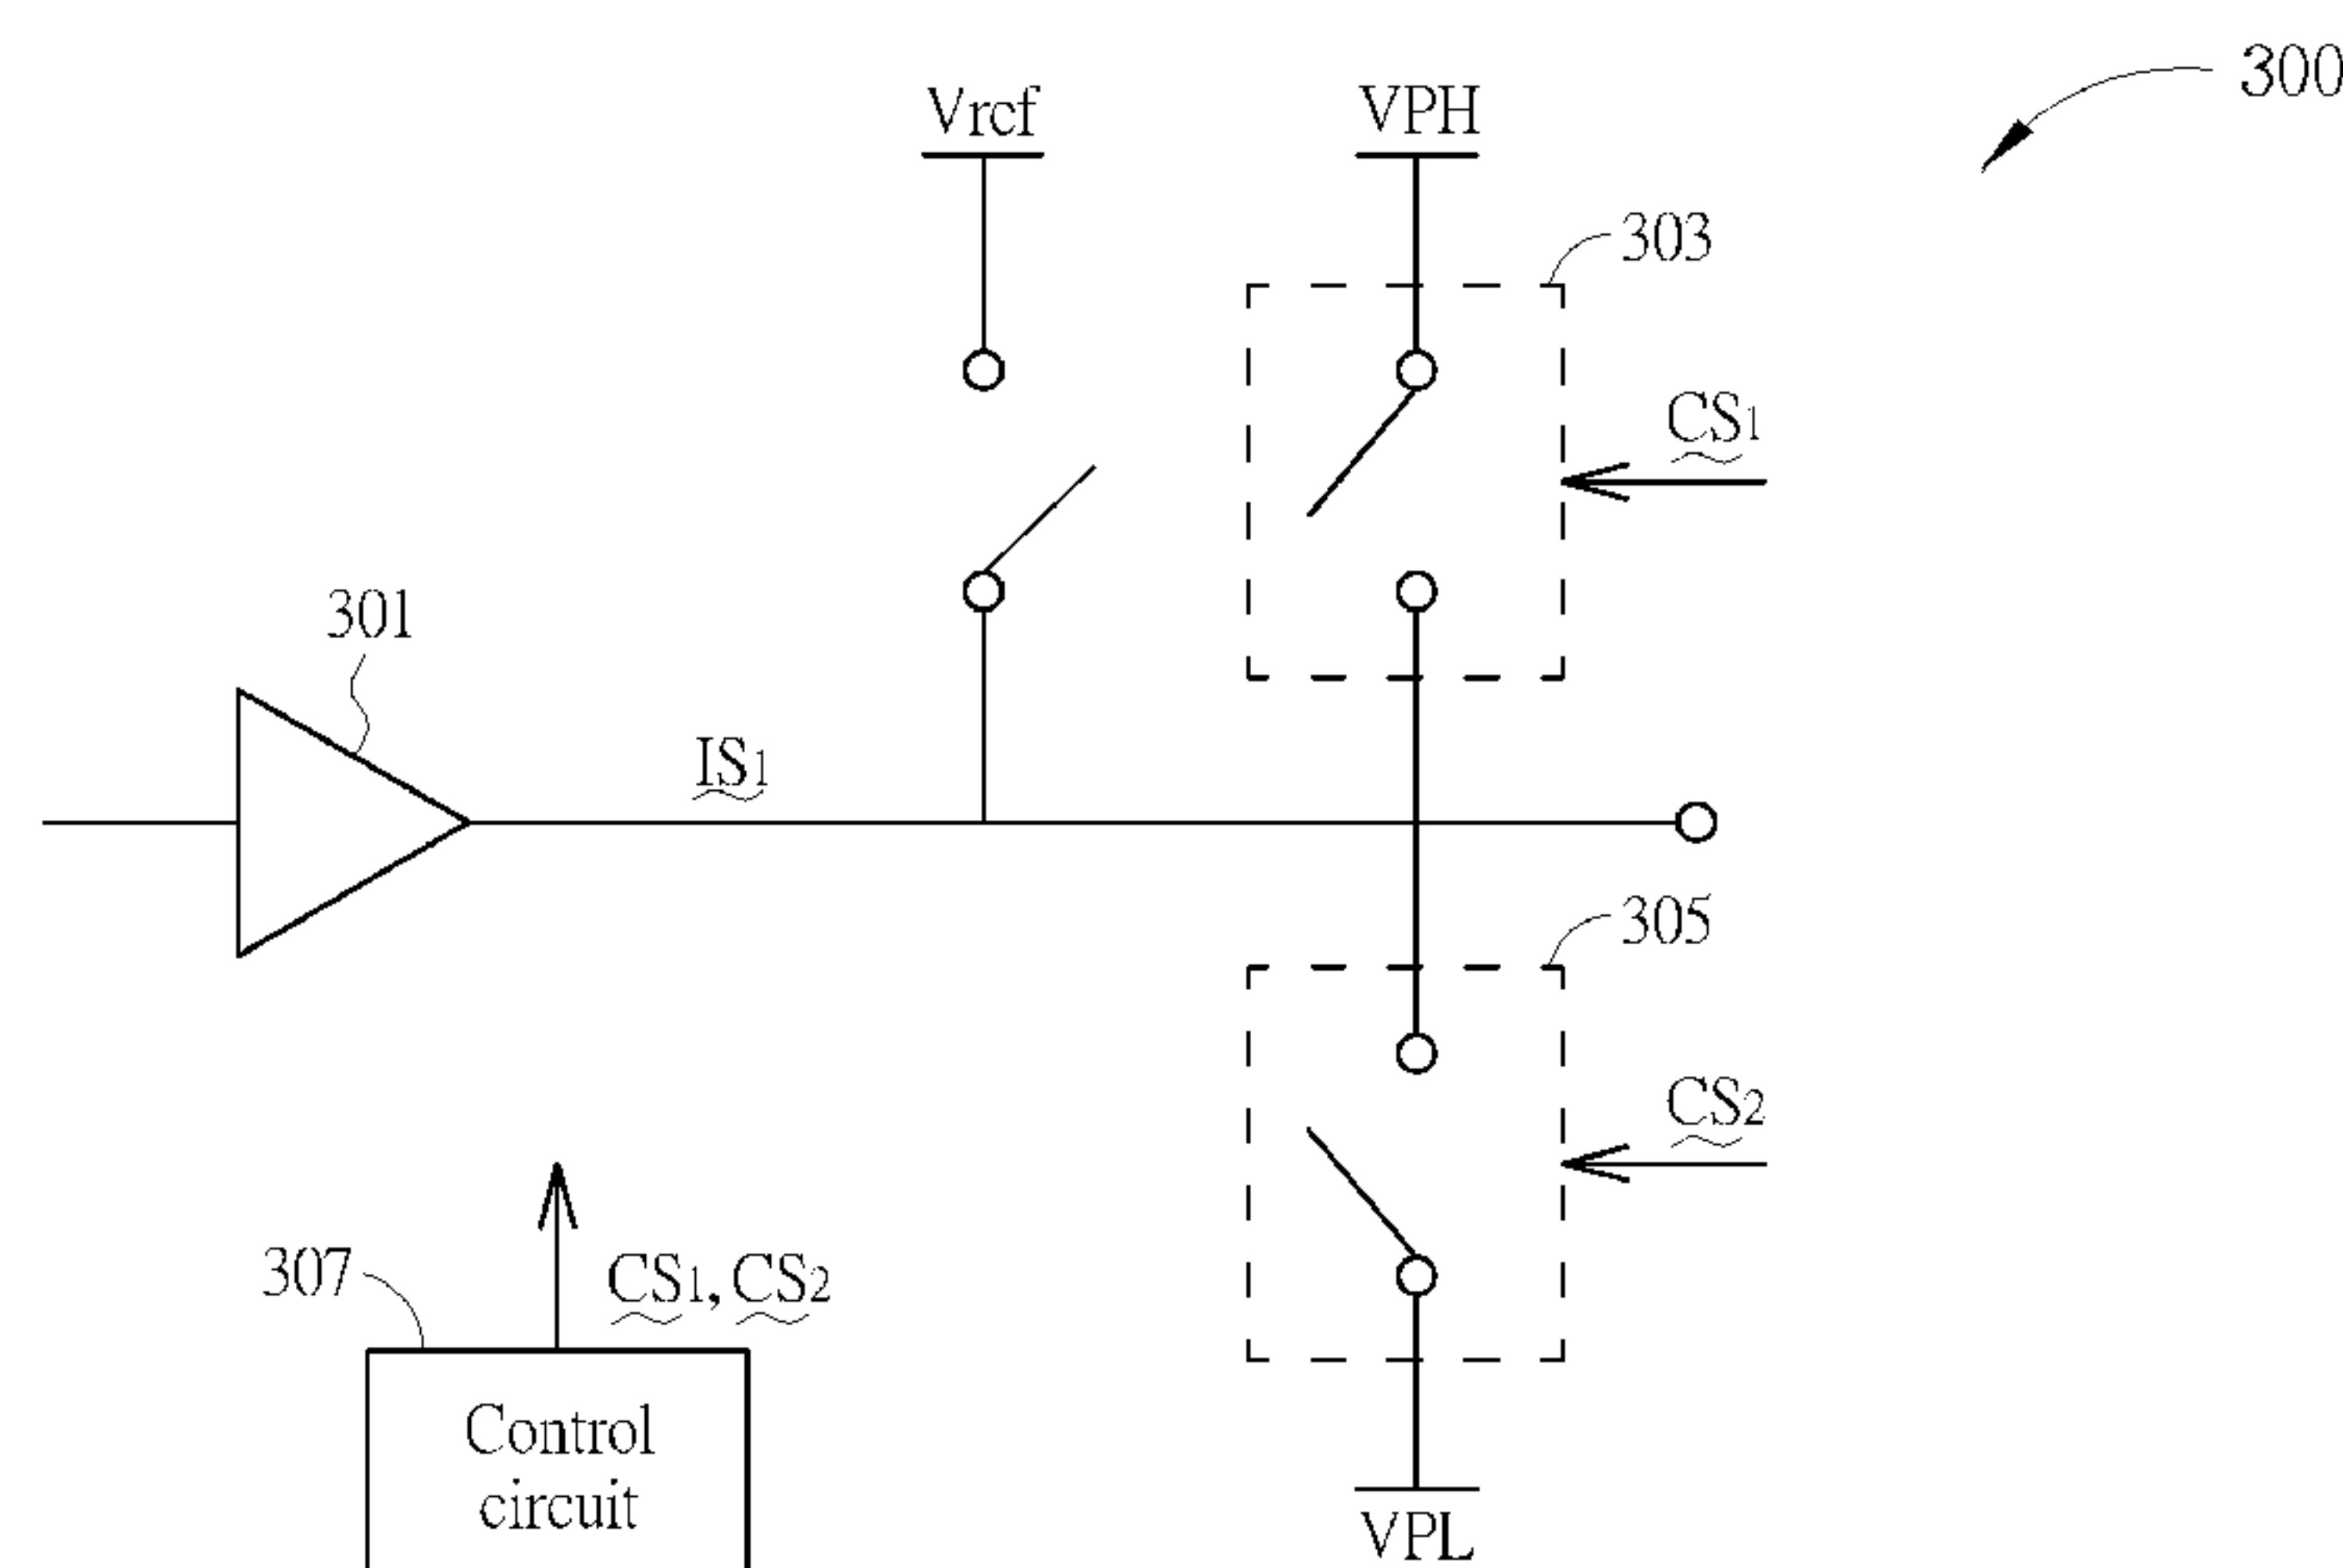 300
Vref
VPH
303
CS1
301
IS1
305
CS2
307
CS1, CS2
Control
circuit
VPL